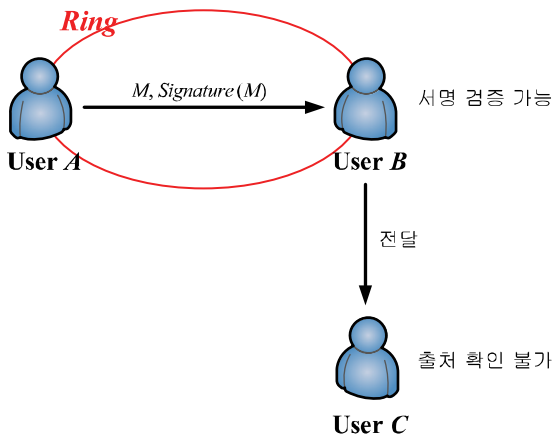 Ring
M, Signature(M)
User A
User B
서명 검증 가능
전달
출처 확인 불가
User C